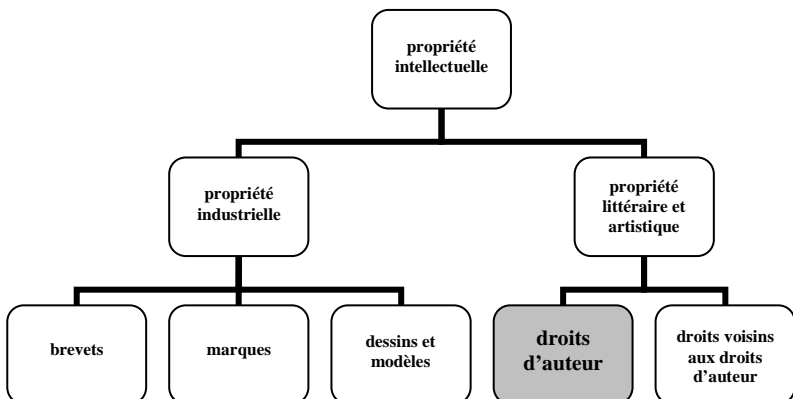 propriété
intellectuelle
propriété
industrielle
propriété
littéraire et
artistique
brevets
marques
dessins et
modèles
droits
d’auteur
droits voisins
aux droits
d’auteur